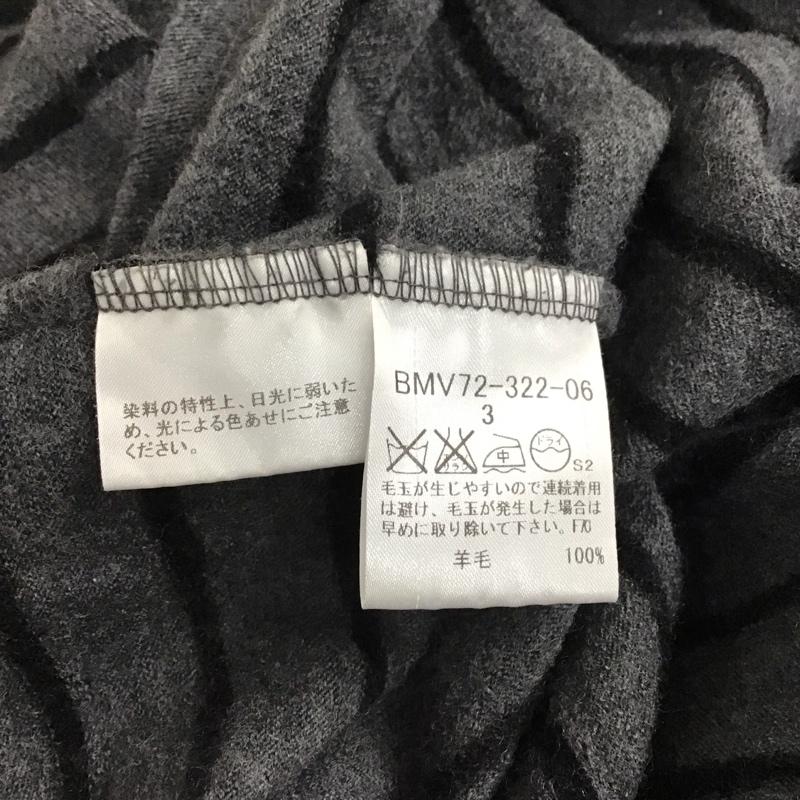 染料の特性上、日光に弱いた
め、光による色あせにご注意
ください。
BMV72-322-06
3
中
ドライ
S2
毛玉が生じやすいので連続着用
は避け、毛玉が発生した場合は
早めに取り除いて下さい。F/C
羊毛 100%